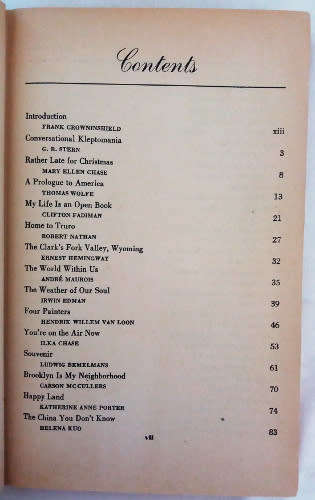 Contents
Introduction
FRANK CROWNINSHIELD xiii
Conversational Kleptomania
G. B. STERN 3
Rather Late for Christmas
MARY ELLEN CHASE 8
A Prologue to America
THOMAS WOLFE 13
My Life Is an Open Book
CLIFTON FADIMAN 21
Home to Truro
ROBERT NATHAN 27
The Clark's Fork Valley, Wyoming
ERNEST HEMINGWAY 32
The World Within Us
ANDRÉ MAUROIS 35
The Weather of Our Soul
IRWIN EDMAN 39
Four Painters
HENDRIK WILLEM VAN LOON 46
You're on the Air Now
ILKA CHASE 53
Souvenir
LUDWIG BEMELMANS 61
Brooklyn Is My Neighborhood
CARSON MCCULLERS 70
Happy Land
KATHERINE ANNE PORTER 74
The China You Don't Know
HELENA KUO 83
vii